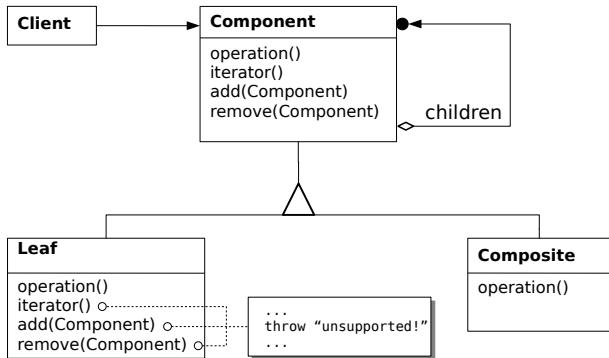 Client
Component
operation()
iterator()
add(Component)
remove(Component)
children
Leaf
operation()
iterator()
add(Component)
remove(Component)
...
throw “unsupported!”
...
Composite
operation()